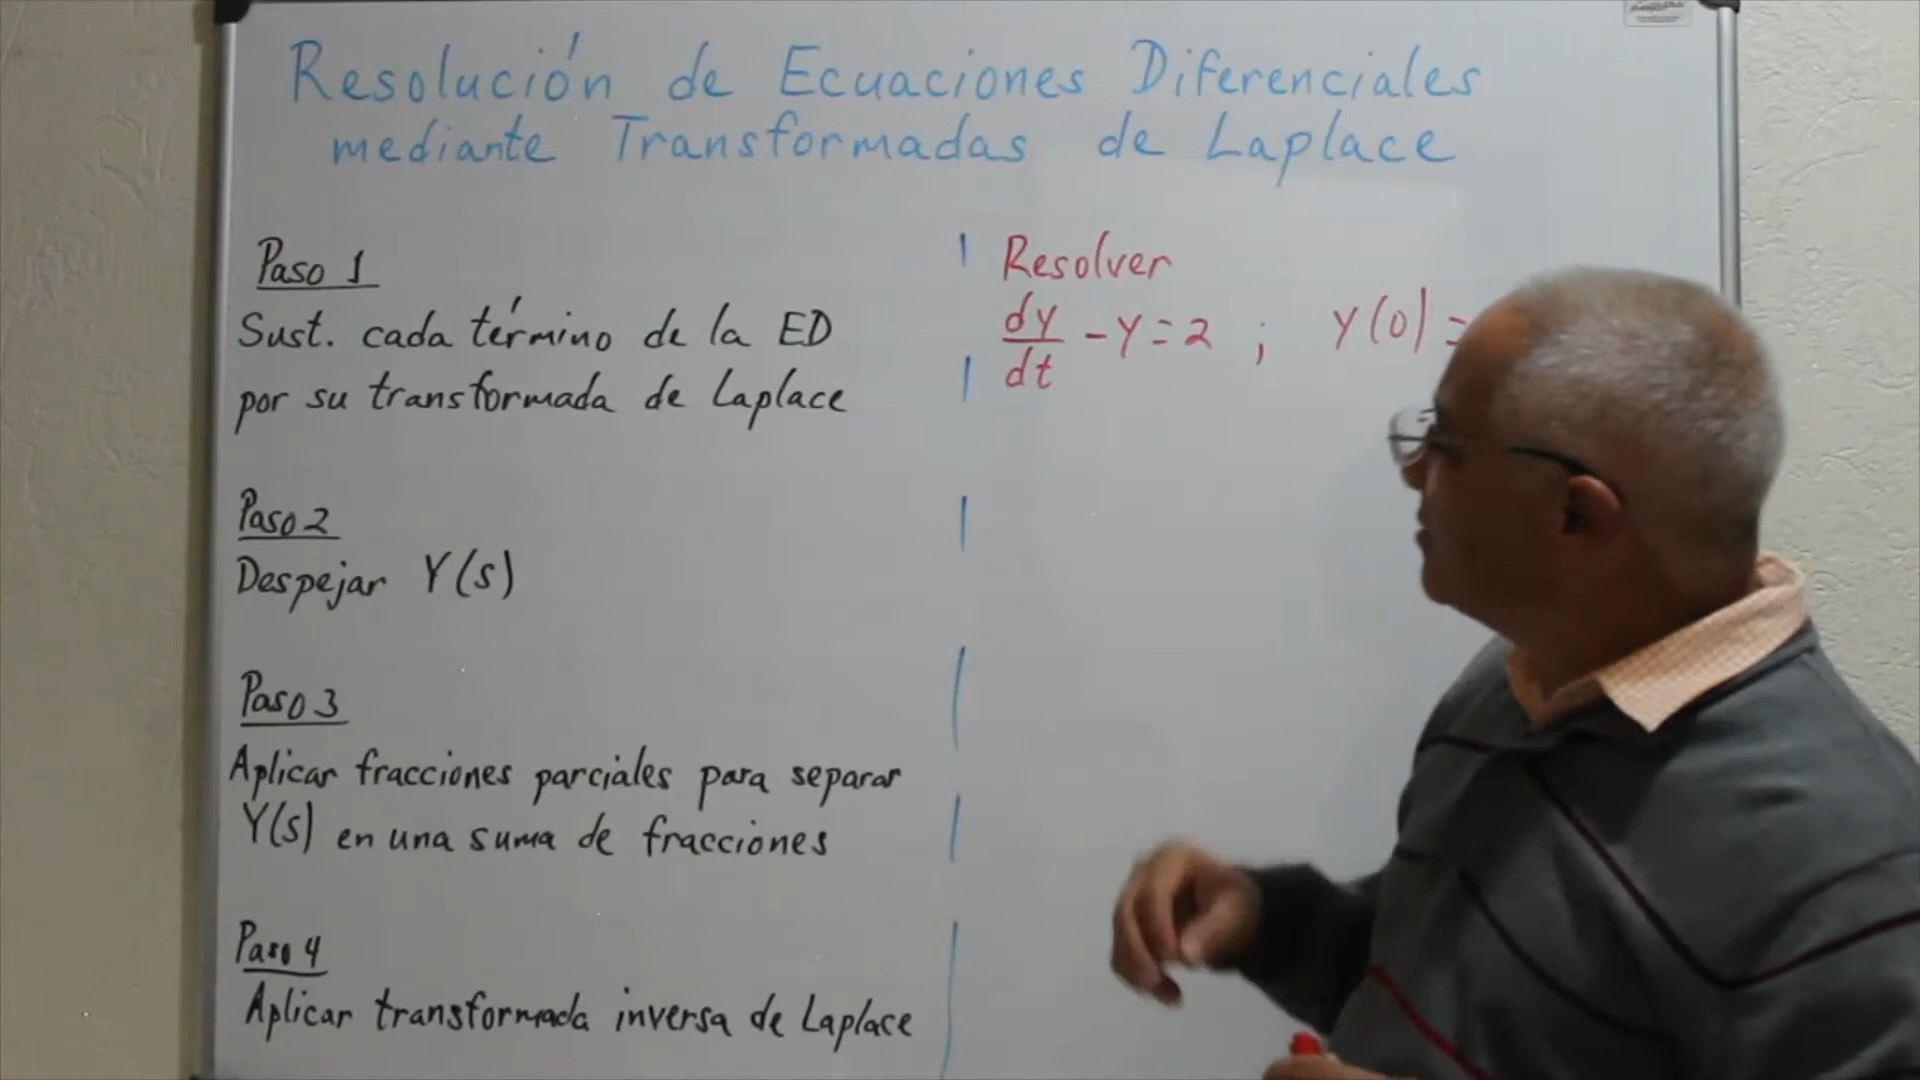 Resolución de Ecuaciones Diferenciales
mediante Transformadas de Laplace
Paso 1
Sust. cada término de la ED
por su transformada de Laplace
Paso 2
Despejar Y(s)
Paso 3
Aplicar fracciones parciales para separar
Y(s) en una suma de fracciones
Paso 4
Aplicar transformada inversa de Laplace
Resolver
dy/dt - y = 2 ; y(0) =